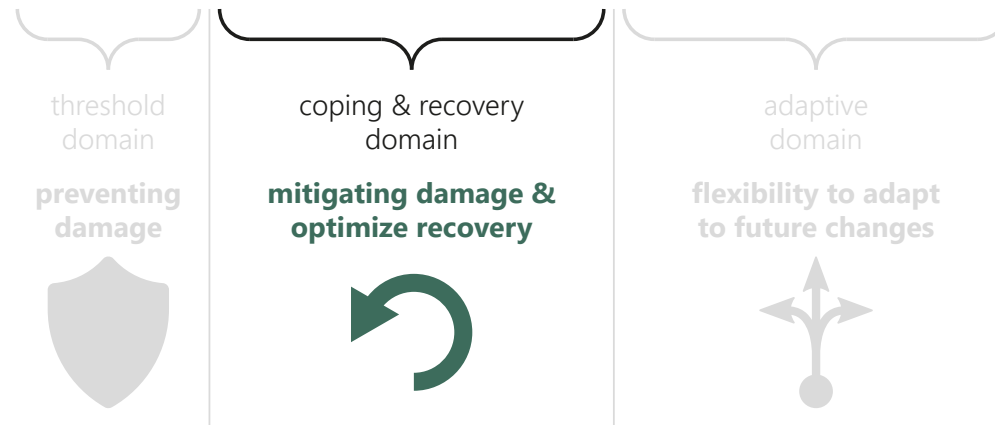 threshold
domain
preventing
damage
coping & recovery
domain
mitigating damage &
optimize recovery
adaptive
domain
flexibility to adapt
to future changes